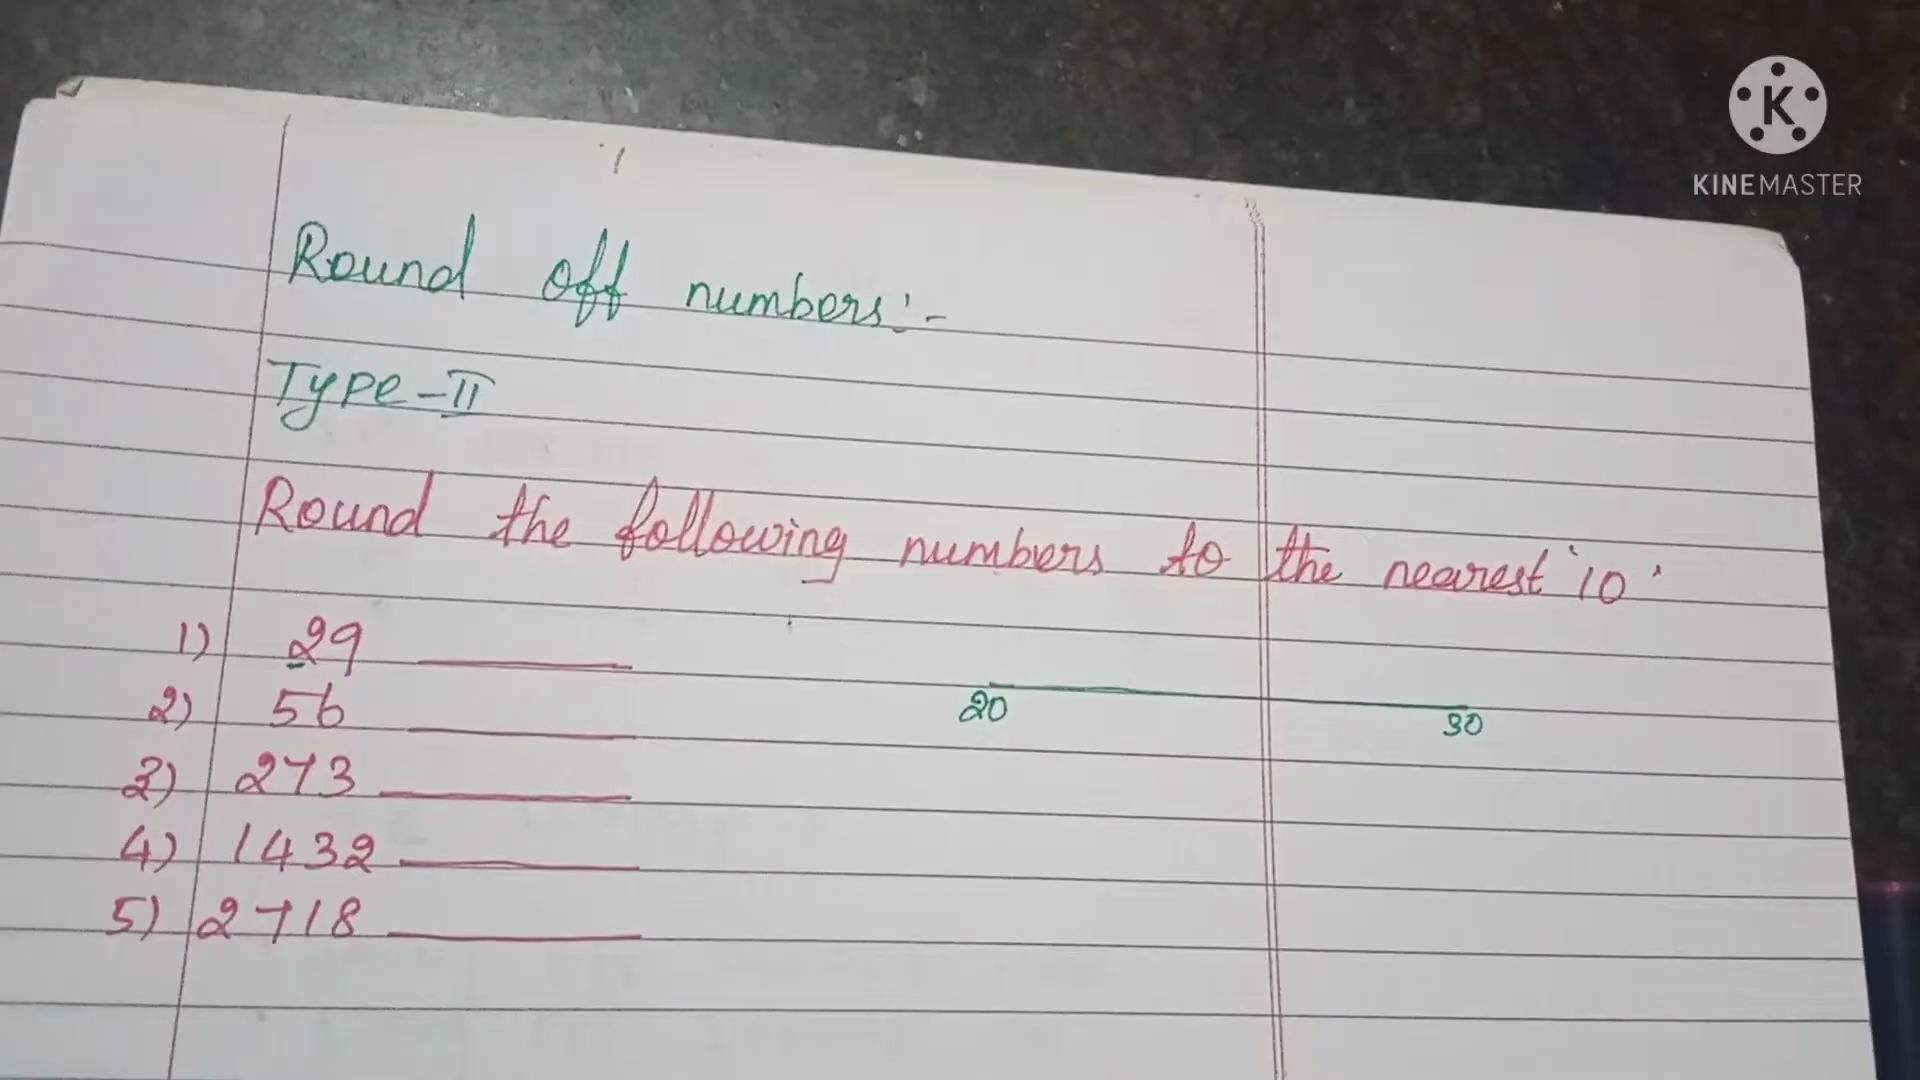 K
KINEMASTER
Round off numbers:-
Type-II
Round the following numbers to the nearest '10'
1) 29
2) 56
20 30
3) 273
4) 1432
5) 2718